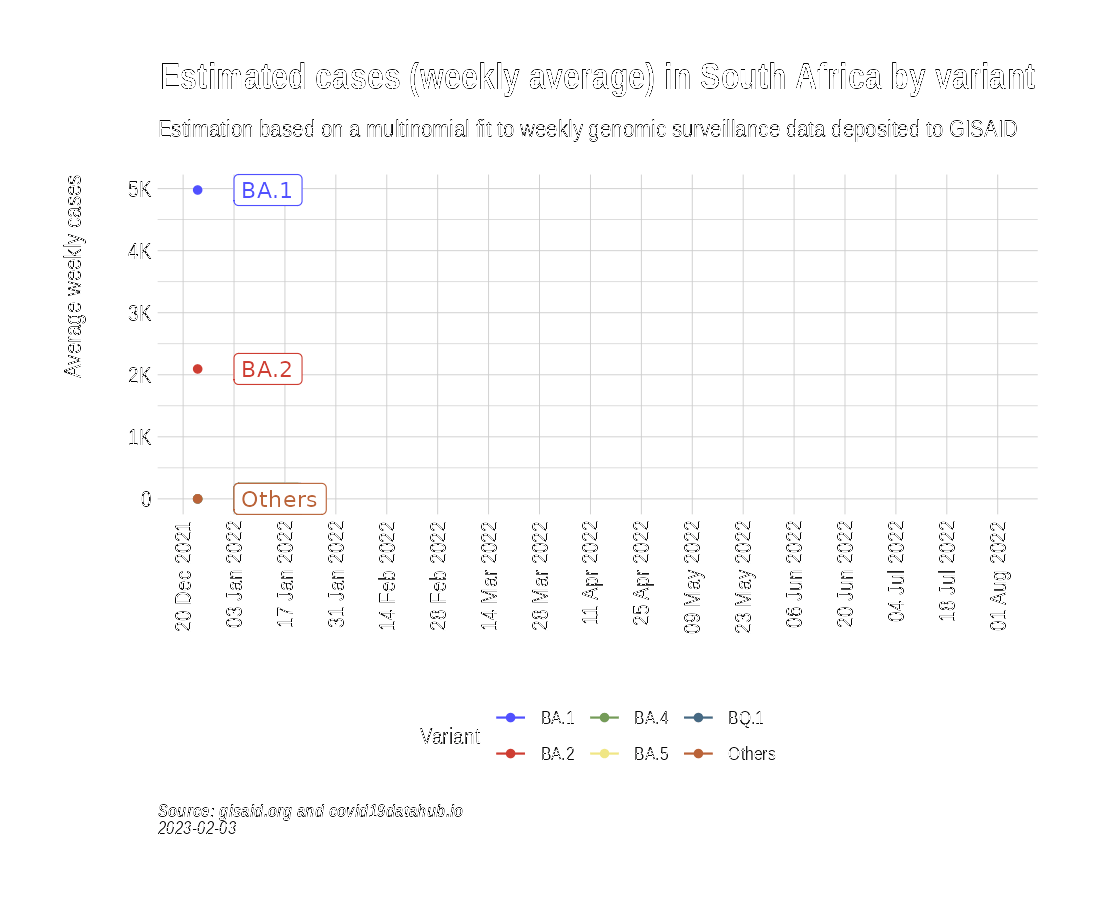 Estimated cases (weekly average) in South Africa by variant
Estimation based on a multinomial fit to weekly genomic surveillance data deposited to GISAID
Average weekly cases
5K
4K
3K
2K
1K
0
BA.1
BA.2
Others
20 Dec 2021
03 Jan 2022
17 Jan 2022
31 Jan 2022
14 Feb 2022
28 Feb 2022
14 Mar 2022
28 Mar 2022
11 Apr 2022
25 Apr 2022
09 May 2022
23 May 2022
06 Jun 2022
20 Jun 2022
04 Jul 2022
18 Jul 2022
01 Aug 2022
Variant
BA.1
BA.4
BQ.1
BA.2
BA.5
Others
Source: gisaid.org and covid19datahub.io
2023-02-03